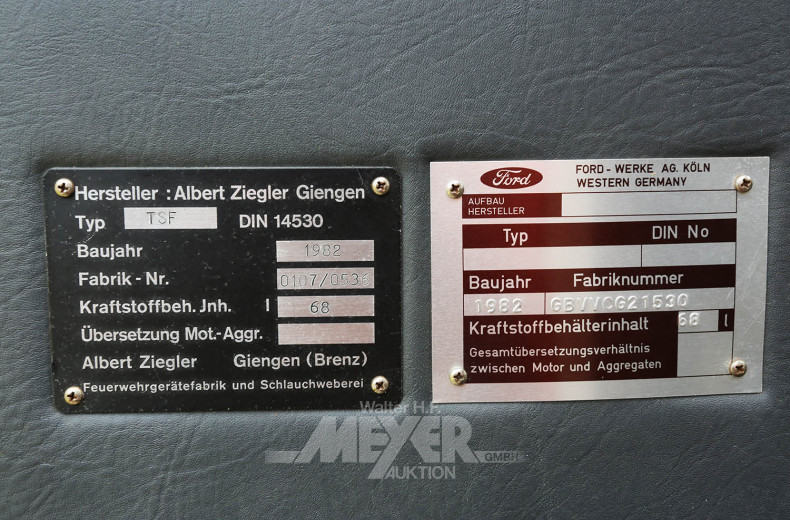 Hersteller : Albert Ziegler Giengen
Typ TSF DIN 14530
Baujahr 1982
Fabrik - Nr. 0107/0536
Kraftstoffbeh. Jnh. l 68
Übersetzung Mot.-Aggr.
Albert Ziegler Giengen (Brenz)
Feuerwehrgerätefabrik und Schlauchweberei
Ford
FORD - WERKE AG. KÖLN
WESTERN GERMANY
AUFBAU
HERSTELLER
Typ DIN No
Baujahr Fabriknummer
1982 GBVVCG21530
Kraftstoffbehälterinhalt 68 l
Gesamtübersetzungsverhältnis
zwischen Motor und Aggregaten
Walter H.F.
MEYER
GMBH
AUKTION